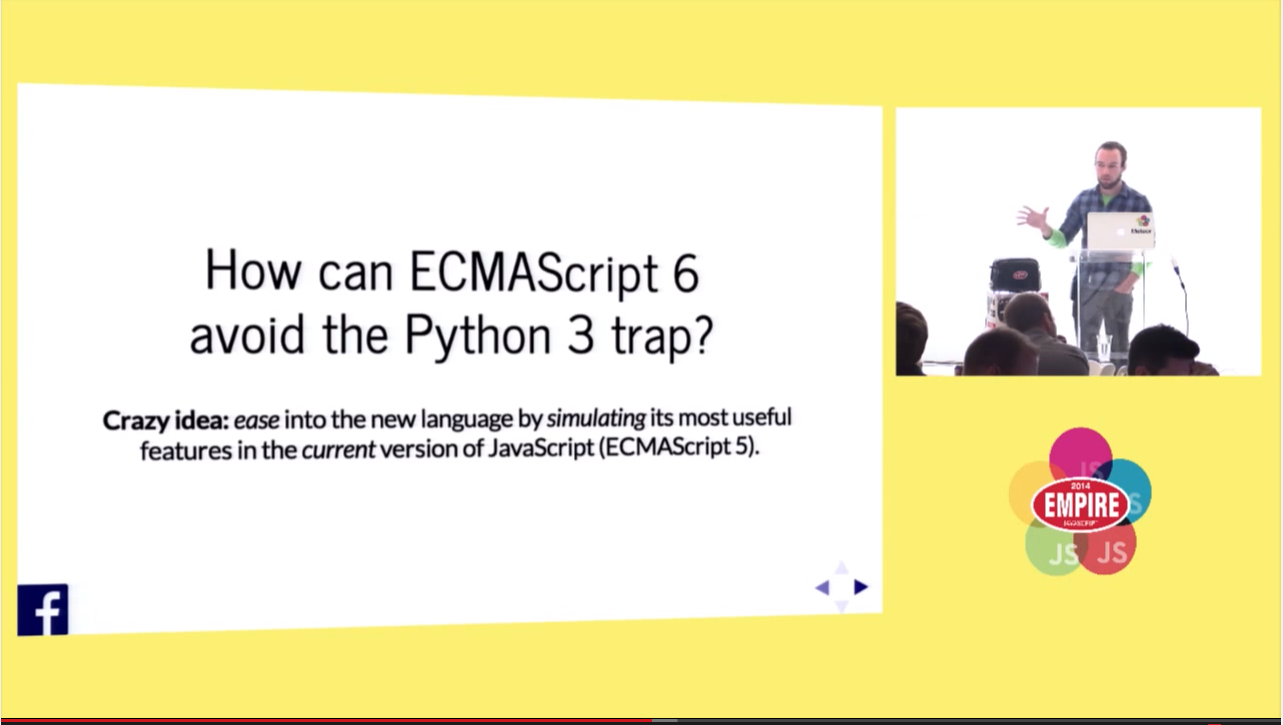 How can ECMAScript 6
avoid the Python 3 trap?
Crazy idea: ease into the new language by simulating its most useful
features in the current version of JavaScript (ECMAScript 5).
f
JS
2014
EMPIRE
JAVASCRIPT
S
JS
JS